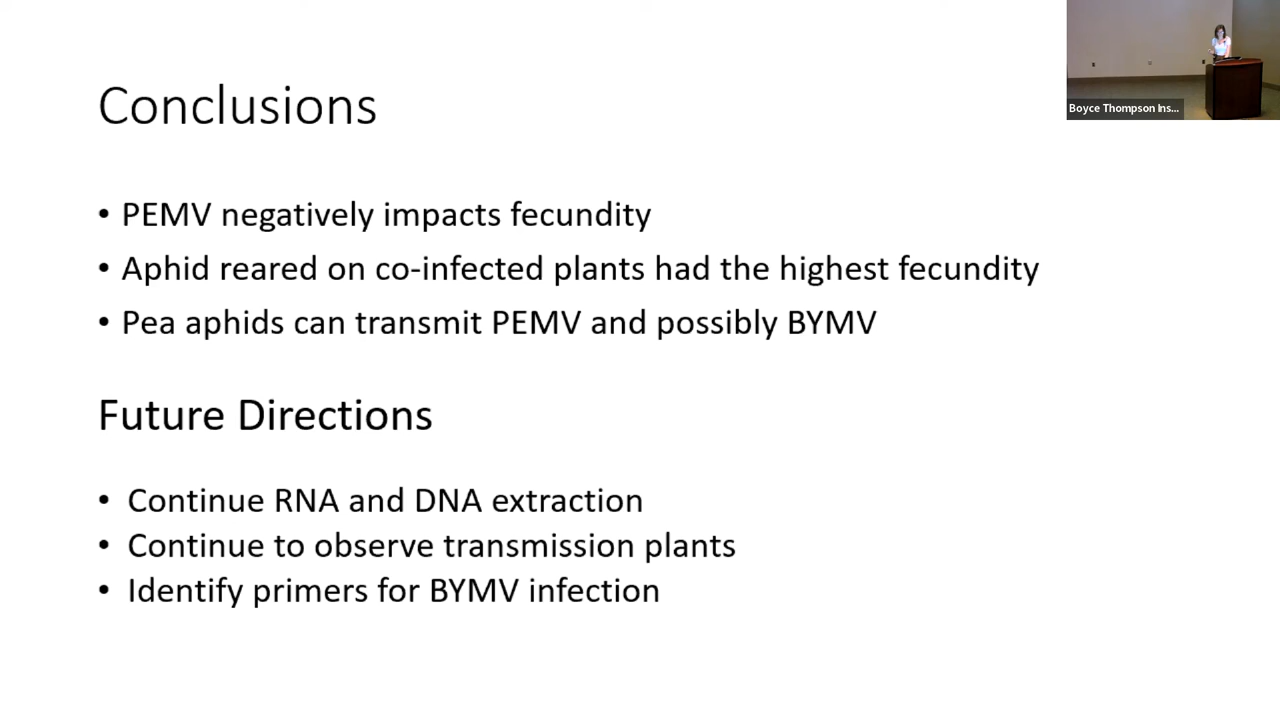 Conclusions
• PEMV negatively impacts fecundity
• Aphid reared on co-infected plants had the highest fecundity
• Pea aphids can transmit PEMV and possibly BYMV
Future Directions
• Continue RNA and DNA extraction
• Continue to observe transmission plants
• Identify primers for BYMV infection
Boyce Thompson Ins...